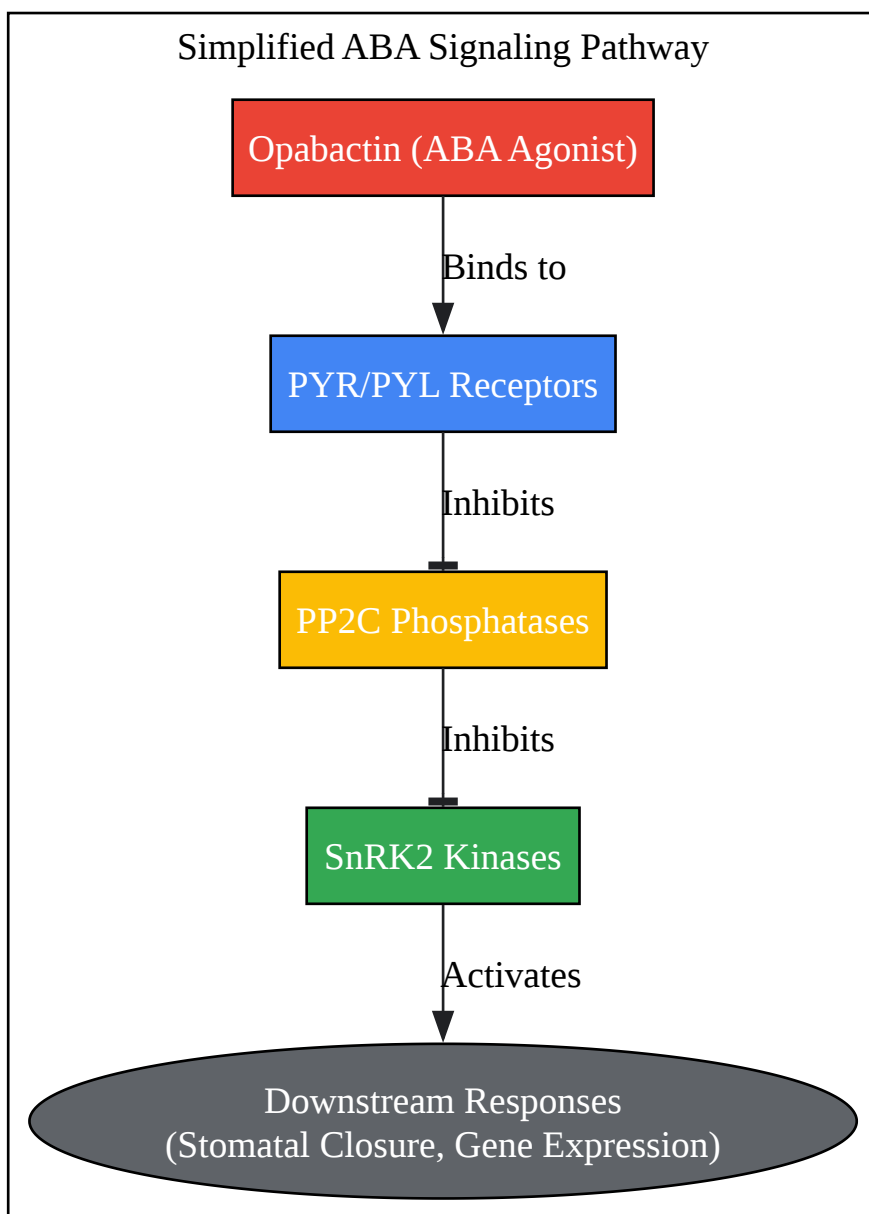 Simplified ABA Signaling Pathway
Opabactin (ABA Agonist)
Binds to
PYR/PYL Receptors
Inhibits
PP2C Phosphatases
Inhibits
SnRK2 Kinases
Activates
Downstream Responses
(Stomatal Closure, Gene Expression)